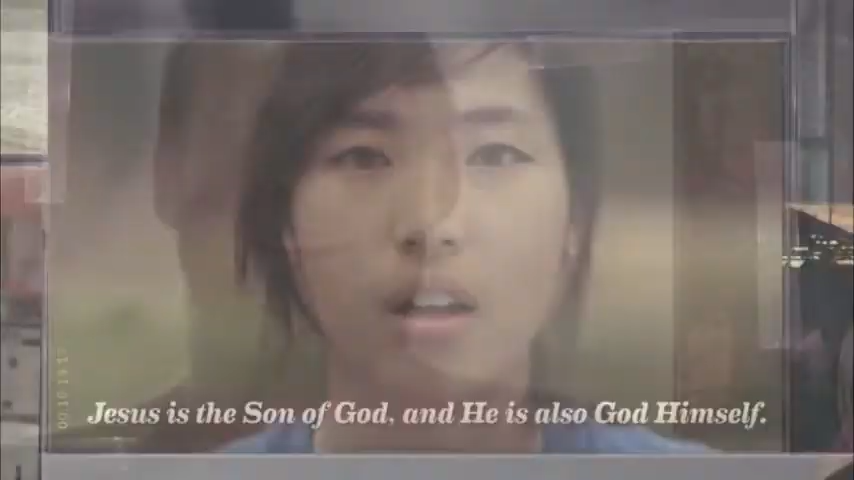 Jesus is the Son of God, and He is also God Himself.